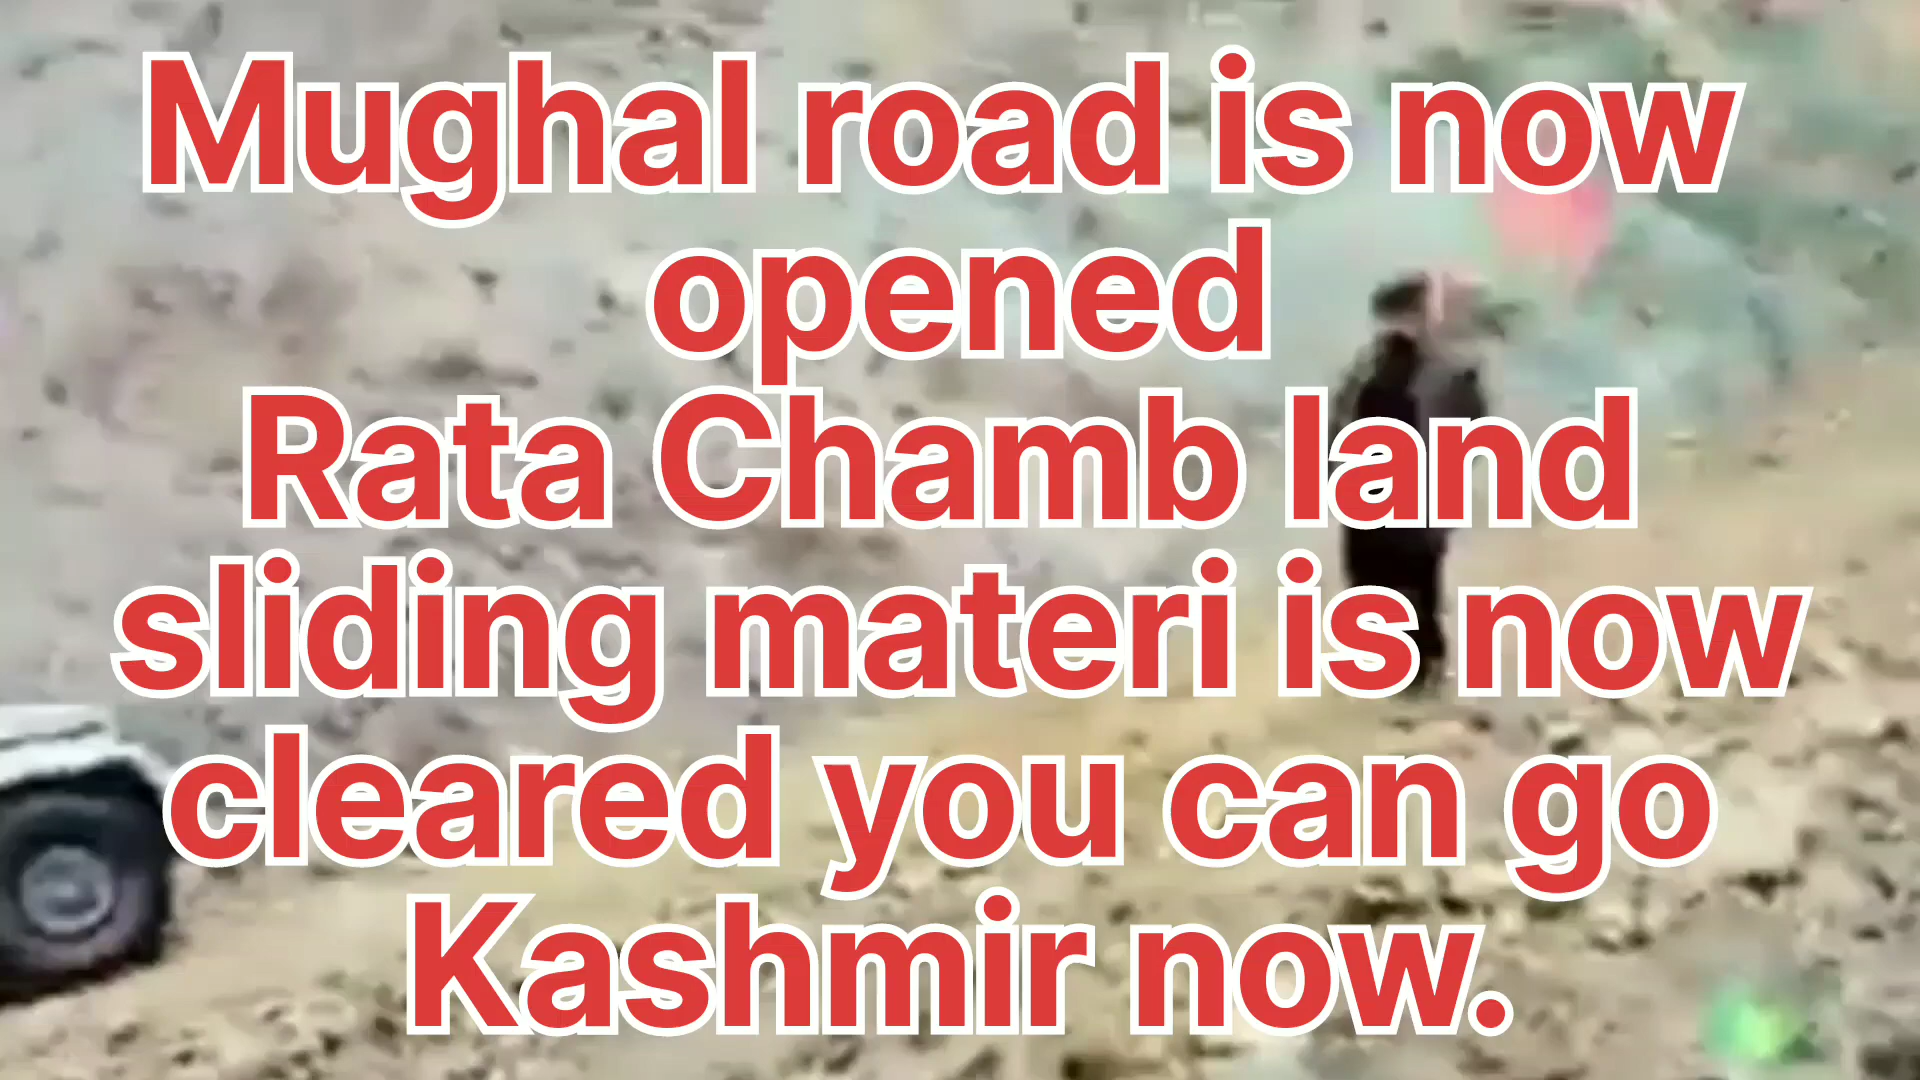 Mughal road is now
opened
Rata Chamb land
sliding materi is now
cleared you can go
Kashmir now.